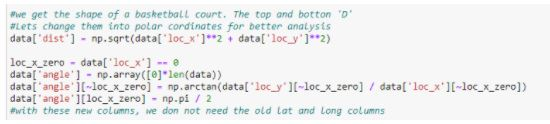 #we get the shape of a basketball court. The top and botton 'D'
#Lets change them into polar cordinates for better analysis
data['dist'] = np.sqrt(data['loc_x']**2 + data['loc_y']**2)
loc_x_zero = data['loc_x'] == 0
data['angle'] = np.array([0]*len(data))
data['angle'][~loc_x_zero] = np.arctan(data['loc_y'][~loc_x_zero] / data['loc_x'][~loc_x_zero])
data['angle'][loc_x_zero] = np.pi / 2
#with these new columns, we don not need the old lat and long columns